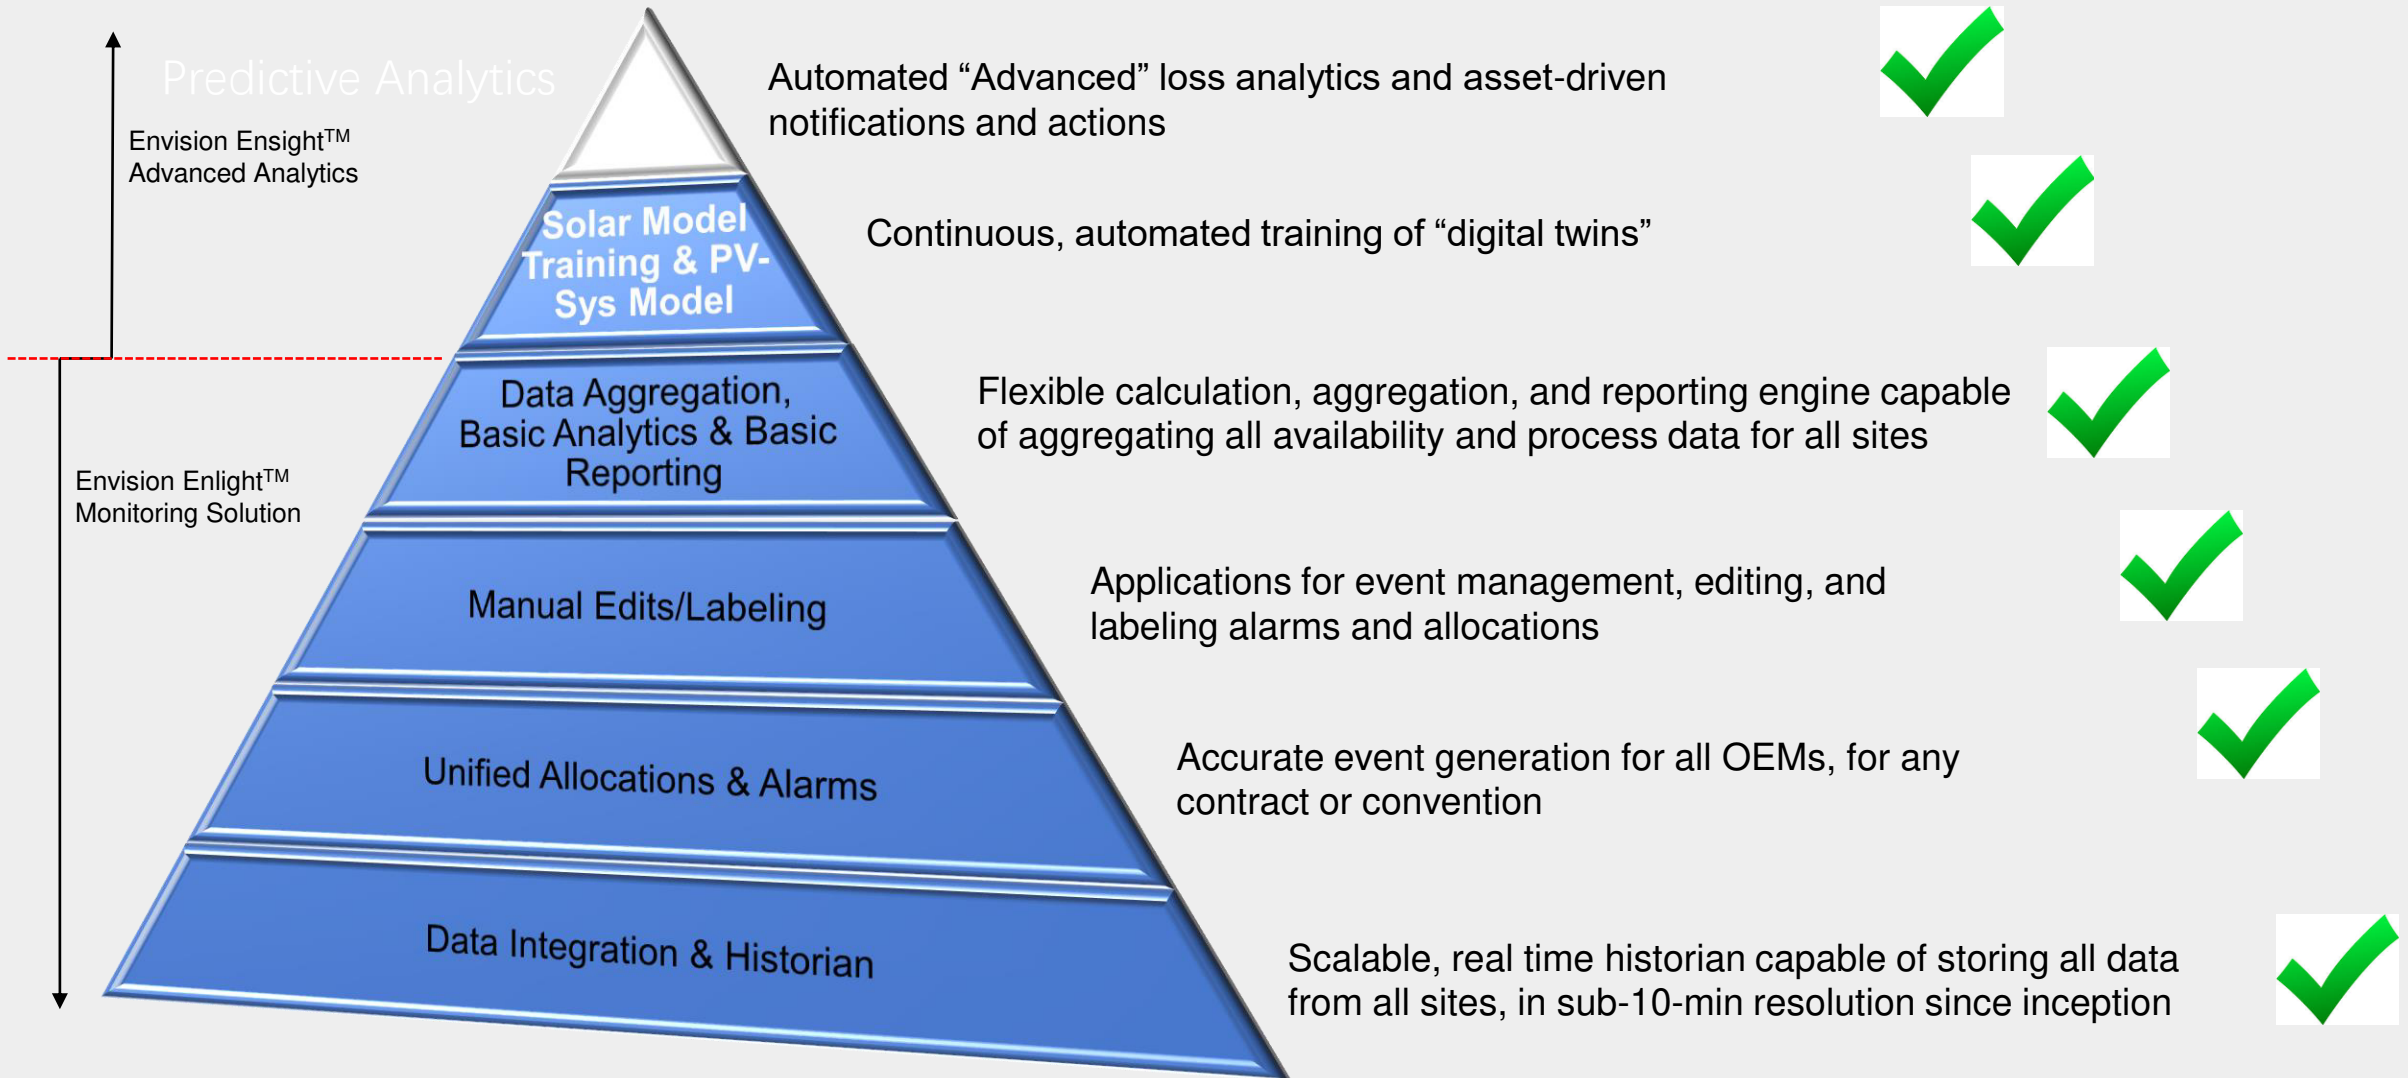 Predictive Analytics
Automated “Advanced” loss analytics and asset-driven
notifications and actions
Envision Ensight™
Advanced Analytics
Solar Model
Training & PV-
Sys Model
Continuous, automated training of “digital twins”
Data Aggregation,
Basic Analytics & Basic
Reporting
Flexible calculation, aggregation, and reporting engine capable
of aggregating all availability and process data for all sites
Envision Enlight™
Monitoring Solution
Manual Edits/Labeling
Applications for event management, editing, and
labeling alarms and allocations
Unified Allocations & Alarms
Accurate event generation for all OEMs, for any
contract or convention
Data Integration & Historian
Scalable, real time historian capable of storing all data
from all sites, in sub-10-min resolution since inception